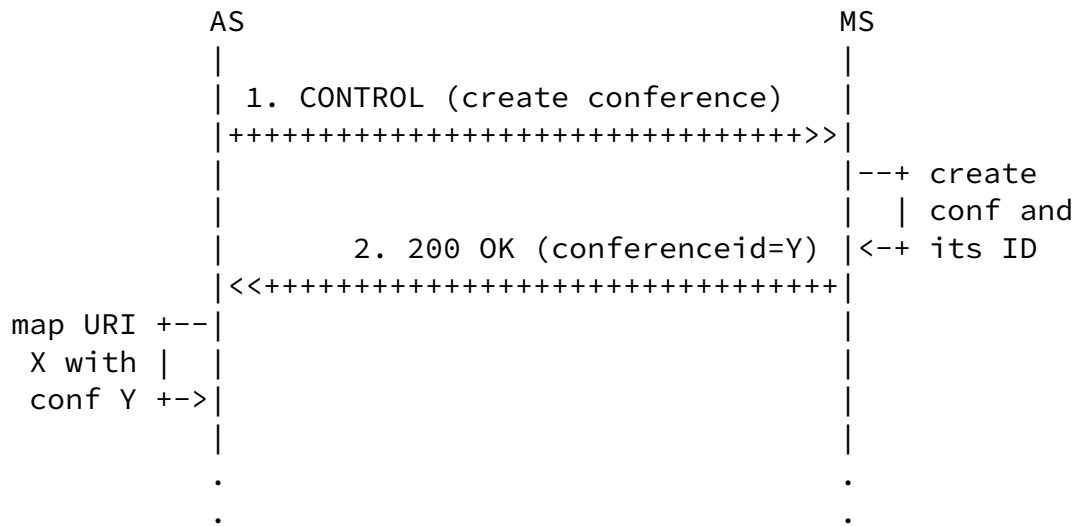 AS                                 MS
|                                  |
| 1. CONTROL (create conference)   |
|++++++++++++++++++++++++++++++++>>|
|                                  |--+ create
|                                  |  | conf and
|       2. 200 OK (conferenceid=Y) |<-+ its ID
|<<++++++++++++++++++++++++++++++++|
map URI +--|                                  |
X with |  |                                  |
conf Y +->|                                  |
|                                  |
.                                  .
.                                  .